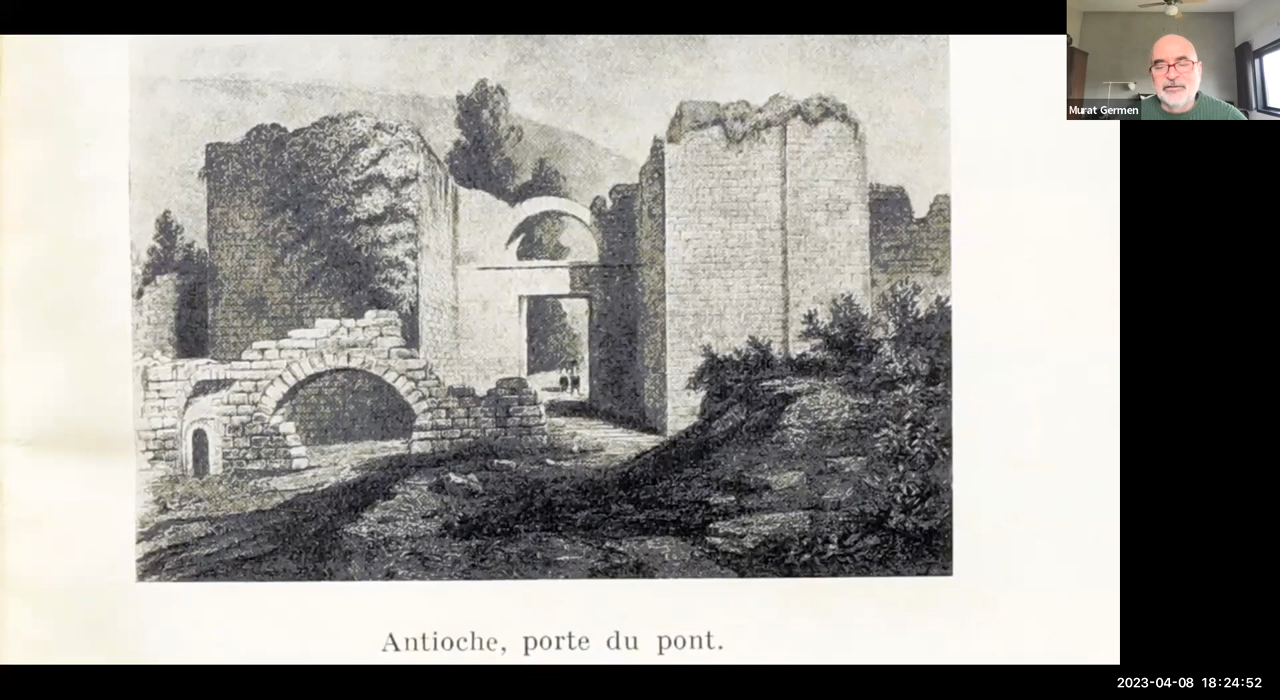 Murat Germen
Antioche, porte du pont.
2023-04-08 18:24:52